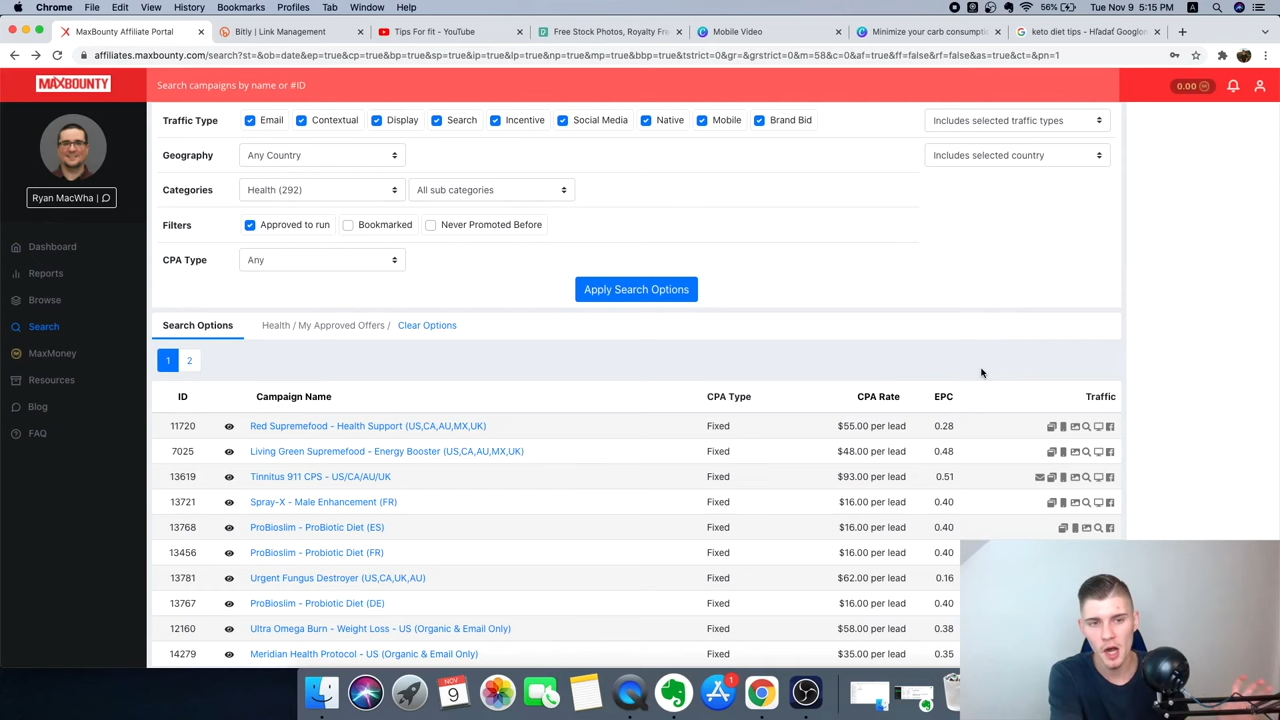 Chrome File Edit View History Bookmarks Profiles Tab Window Help 56% Tue Nov 9 5:15 PM
MaxBounty Affiliate Portal Bitly | Link Management Tips For fit - YouTube Free Stock Photos, Royalty Fre Mobile Video Minimize your carb consumpti keto diet tips - Hfadaf Googlon
affiliates.maxbounty.com/search?st=&ob=date&ep=true&cp=true&bp=true&sp=true&ip=true&lp=true&np=true&mp=true&bbp=true&tstrict=0&gr=&grstrict=0&m=58&c=0&at=true&ff=false&rf=false&as=true&ct=&pn=1
MAXBOUNTY Search campaigns by name or #ID 0.00
Traffic Type Email Contextual Display Search Incentive Social Media Native Mobile Brand Bid Includes selected traffic types
Geography Any Country Includes selected country
Categories Health (292) All sub categories
Ryan MacWha |
Filters Approved to run Bookmarked Never Promoted Before
CPA Type Any
Apply Search Options
Dashboard
Reports
Browse
Search
MaxMoney
Resources
Blog
FAQ
Search Options Health / My Approved Offers / Clear Options
1 2
ID Campaign Name CPA Type CPA Rate EPC Traffic
11720 Red Supremefood - Health Support (US,CA,AU,MX,UK) Fixed $55.00 per lead 0.28
7025 Living Green Supremefood - Energy Booster (US,CA,AU,MX,UK) Fixed $48.00 per lead 0.48
13619 Tinnitus 911 CPS - US/CA/AU/UK Fixed $93.00 per lead 0.51
13721 Spray-X - Male Enhancement (FR) Fixed $16.00 per lead 0.40
13768 ProBioslim - ProBiotic Diet (ES) Fixed $16.00 per lead 0.40
13456 ProBioslim - Probiotic Diet (FR) Fixed $16.00 per lead 0.40
13781 Urgent Fungus Destroyer (US,CA,UK,AU) Fixed $62.00 per lead 0.16
13767 ProBioslim - Probiotic Diet (DE) Fixed $16.00 per lead 0.40
12160 Ultra Omega Burn - Weight Loss - US (Organic & Email Only) Fixed $58.00 per lead 0.38
14279 Meridian Health Protocol - US (Organic & Email Only) Fixed $35.00 per lead 0.35
NOV
9
1